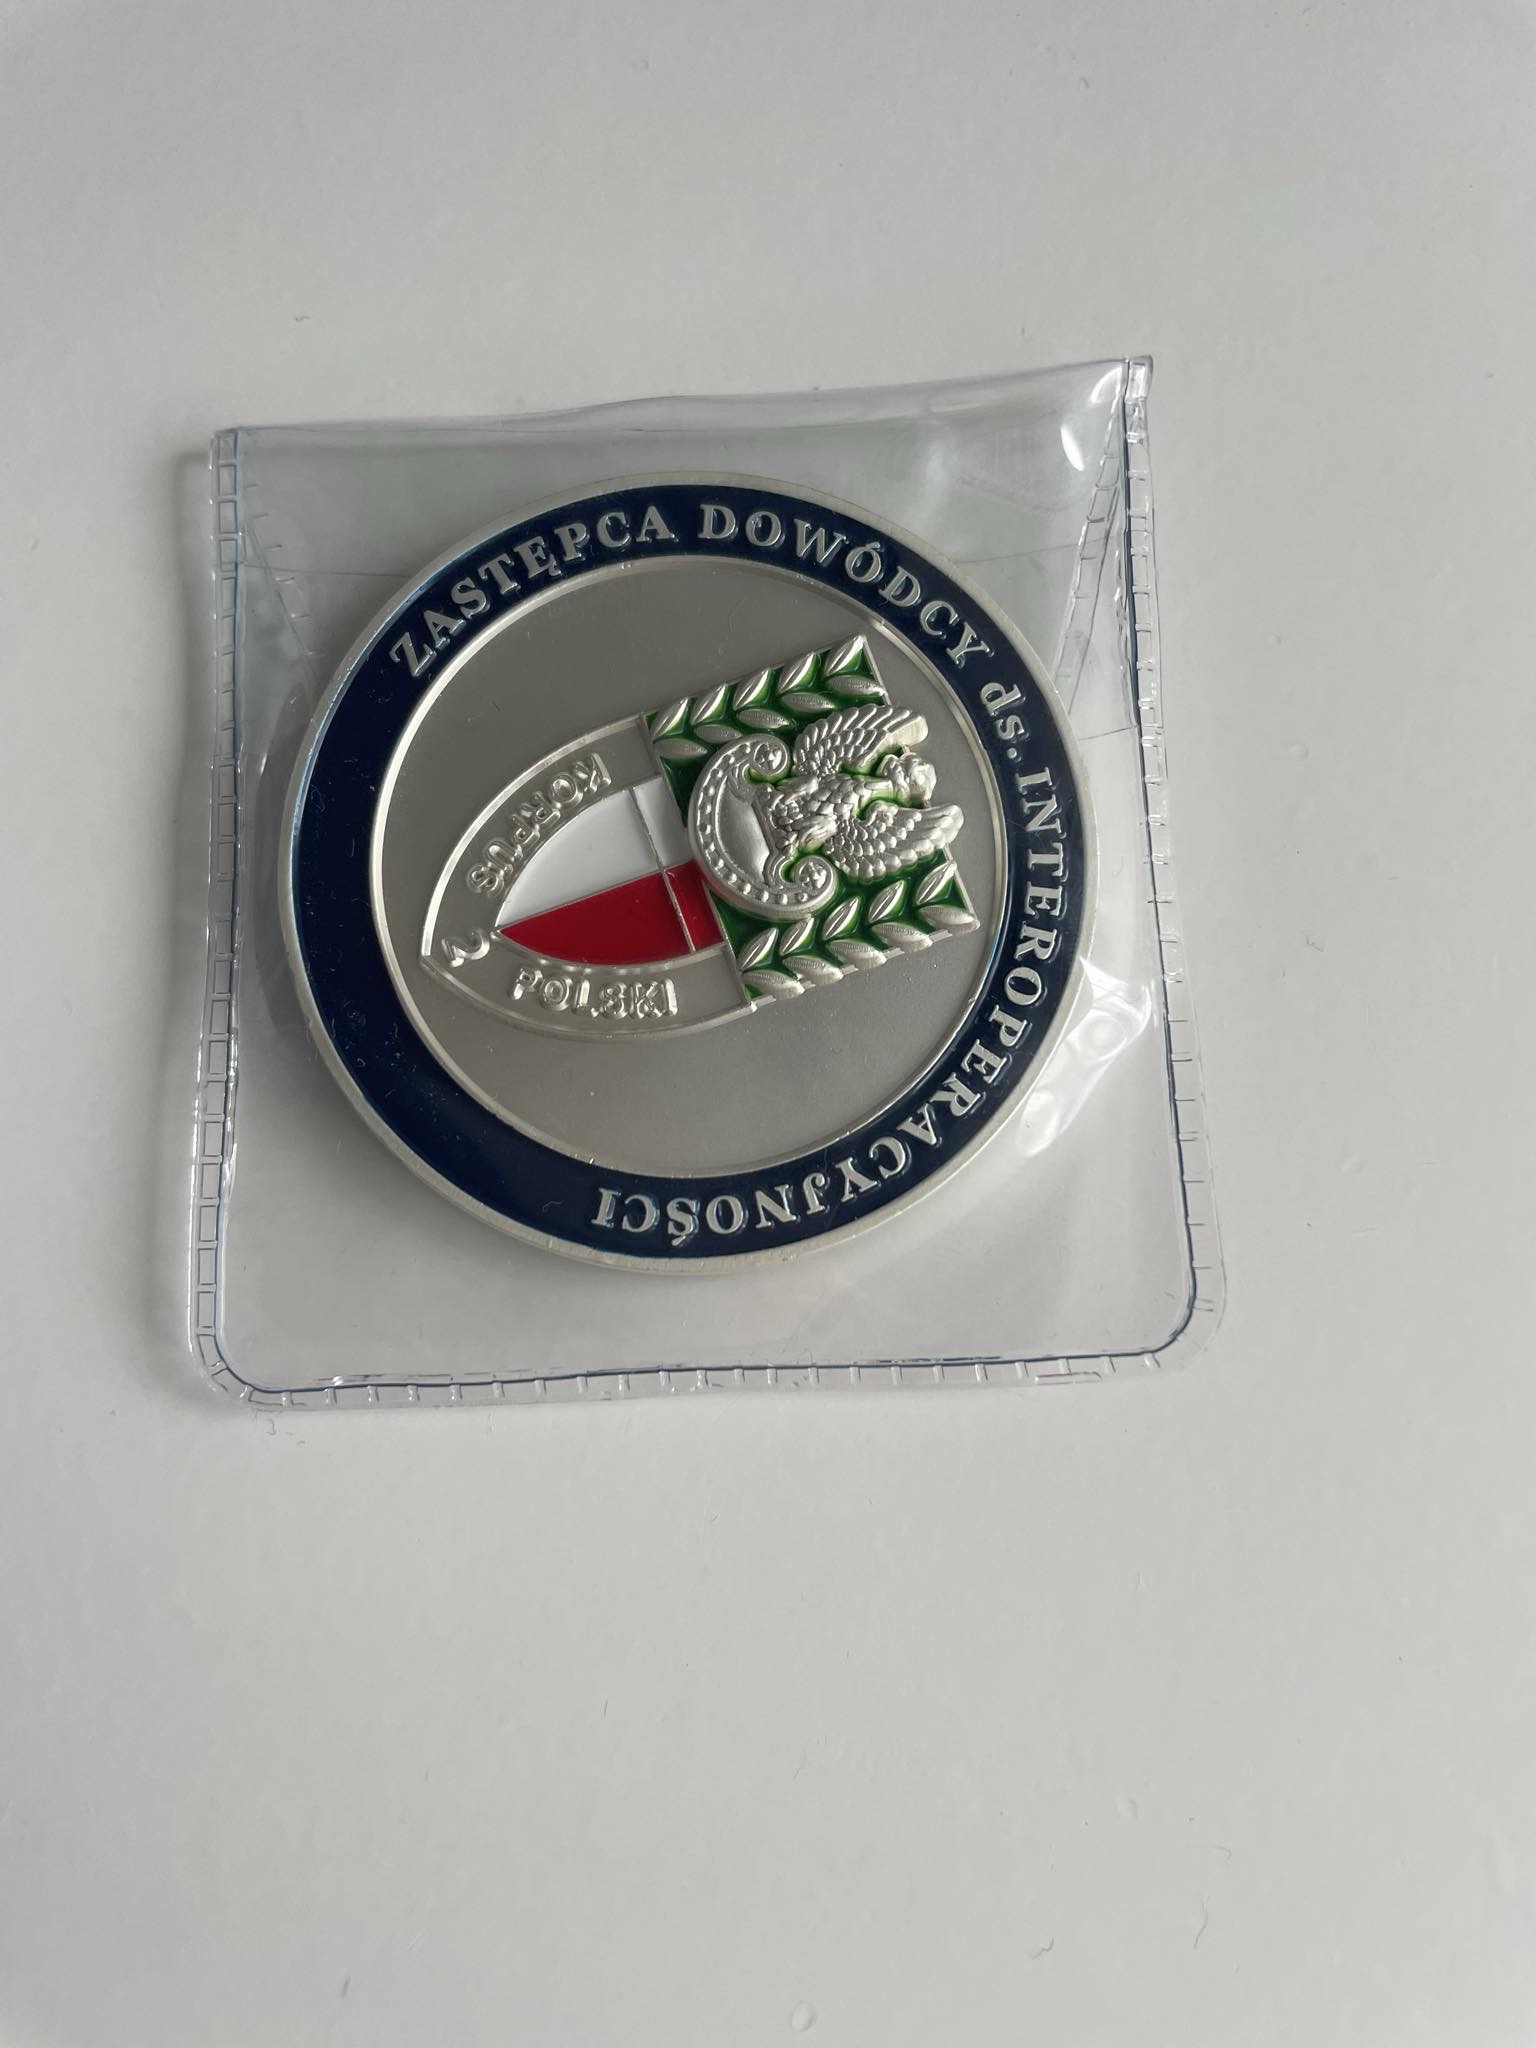 ZASTĘPCA DOWÓDCY ds. INTEROPERACYJNOŚCI
2 KORPUS
POLSKI